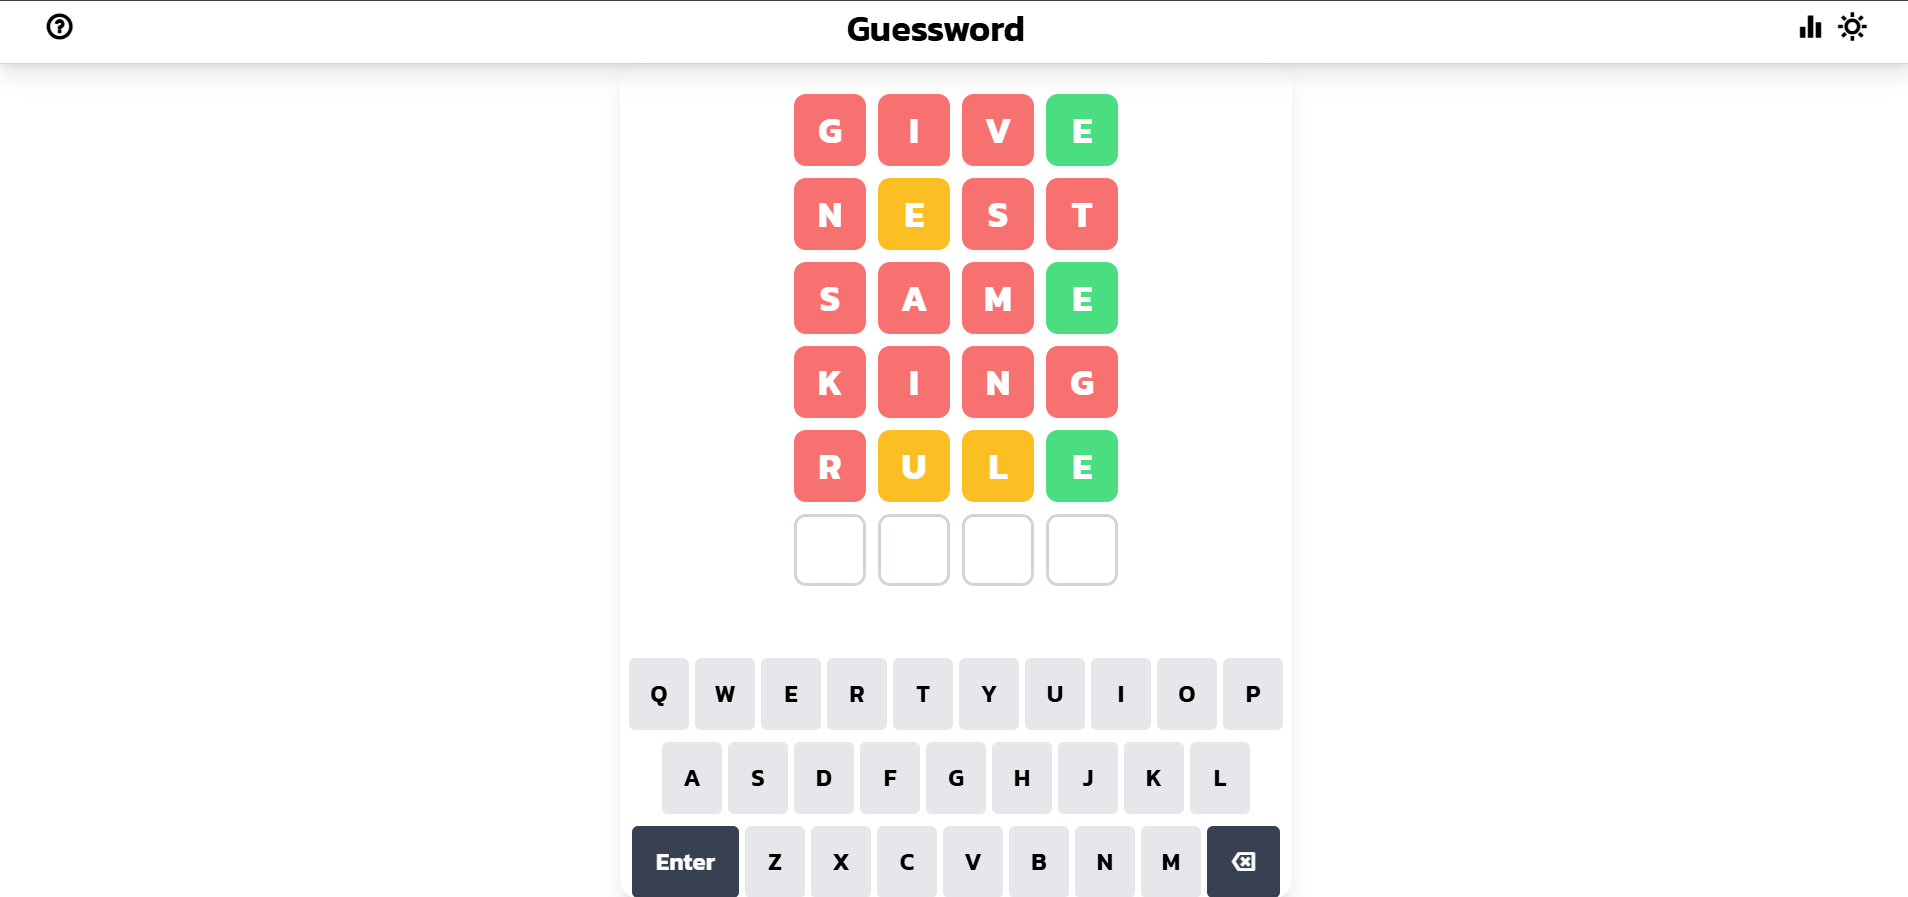 Guessword
G I V E
N E S T
S A M E
K I N G
R U L E
Q W E R T Y U I O P
A S D F G H J K L
Enter Z X C V B N M